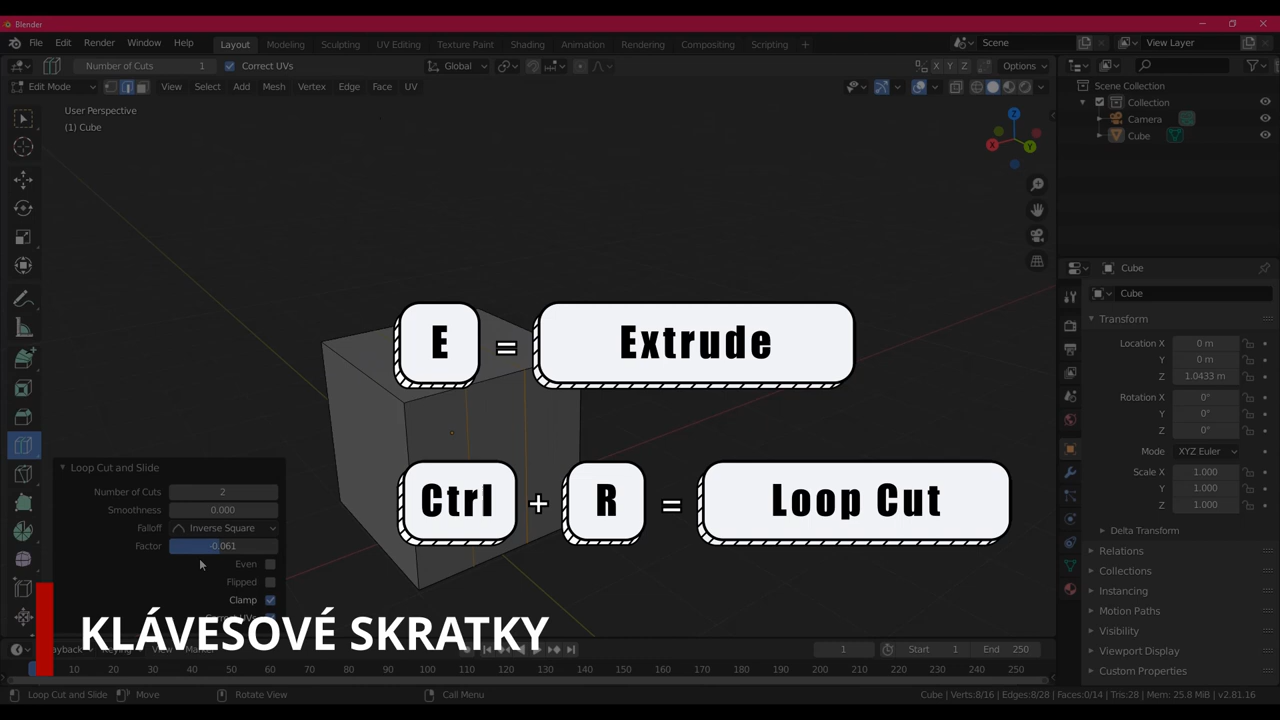 Blender
File Edit Render Window Help Layout Modeling Sculpting UV Editing Texture Paint Shading Animation Rendering Compositing Scripting + Scene View Layer
Number of Cuts 1 Correct UVs Global X Y Z Options
Edit Mode View Select Add Mesh Vertex Edge Face UV
User Perspective
(1) Cube
Z
X
Y
Scene Collection
Collection
Camera
Cube
Cube
Cube
Transform
Location X 0 m
Y 0 m
Z 1.0433 m
Rotation X 0°
Y 0°
Z 0°
Mode XYZ Euler
Scale X 1.000
Y 1.000
Z 1.000
Delta Transform
Relations
Collections
Instancing
Motion Paths
Visibility
Viewport Display
Custom Properties
E = Extrude
Ctrl + R = Loop Cut
Loop Cut and Slide
Number of Cuts 2
Smoothness 0.000
Falloff Inverse Square
Factor -0.061
Even
Flipped
Clamp
KLÁVESOVÉ SKRATKY
View Marker 1 Start 1 End 250
10 20 30 40 50 60 70 80 90 100 110 120 130 140 150 160 170 180 190 200 210 220 230 240 250
Loop Cut and Slide Move Rotate View Call Menu Cube | Verts:8/16 | Edges:8/28 | Faces:0/14 | Tris:28 | Mem: 25.8 MiB | v2.81.16